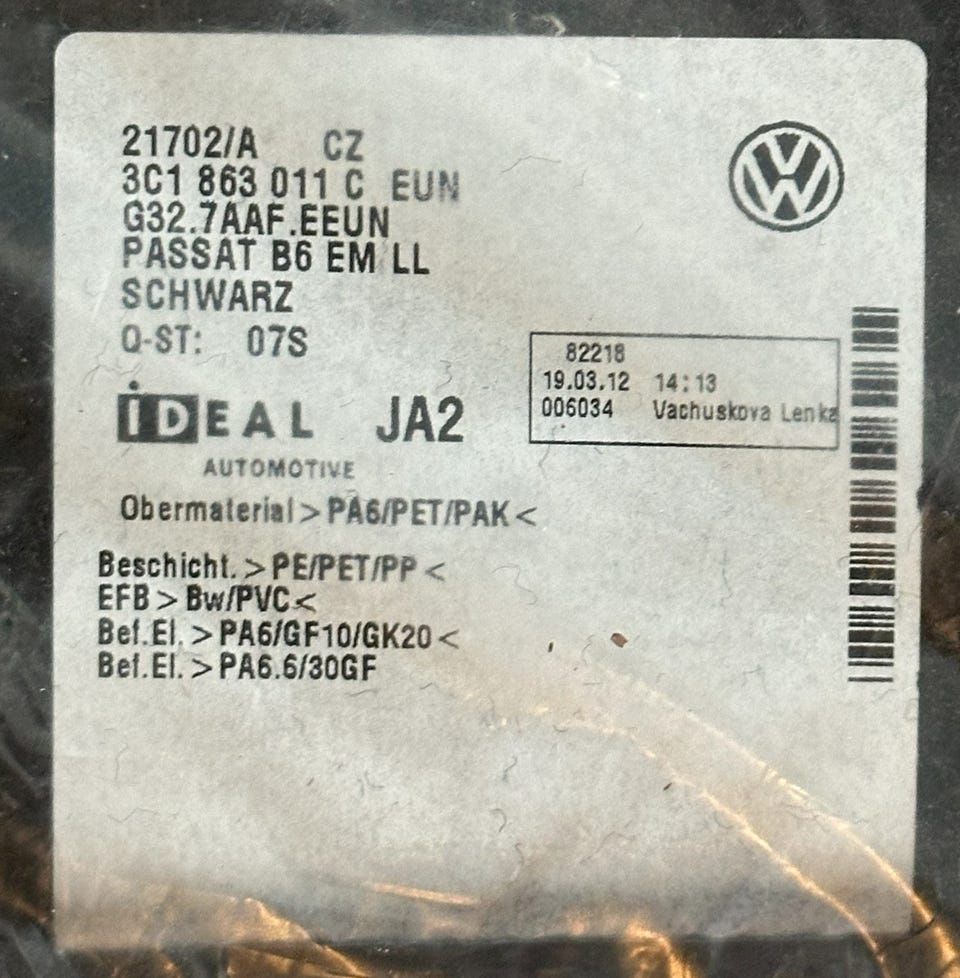 21702/A CZ
3C1 863 011 C EUN
G32.7AAF.EEUN
PASSAT B6 EM LL
SCHWARZ
Q-ST: 07S
82218
19.03.12 14:13
006034 Vachuskova Lenka
iDEAL JA2
AUTOMOTIVE
Obermaterial > PA6/PET/PAK <
Beschicht. > PE/PET/PP <
EFB > Bw/PVC <
Bef.El. > PA6/GF10/GK20 <
Bef.El. > PA6.6/30GF